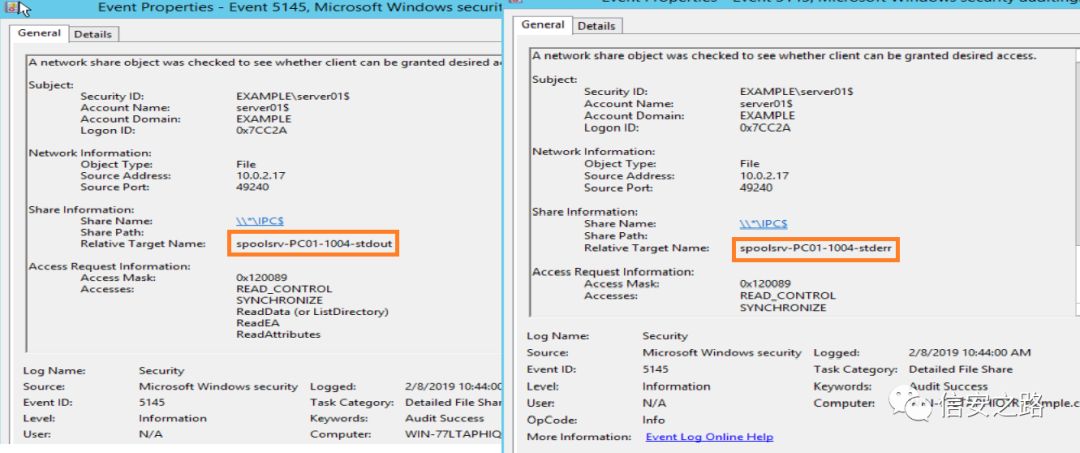 Event Properties - Event 5145, Microsoft Windows securit
General
Details
A network share object was checked to see whether client can be granted desired a
Subject:
Security ID: EXAMPLE\server01$
Account Name: server01$
Account Domain: EXAMPLE
Logon ID: 0x7CC2A
Network Information:
Object Type: File
Source Address: 10.0.2.17
Source Port: 49240
Share Information:
Share Name: \\*\IPC$
Share Path:
Relative Target Name: spoolsrv-PC01-1004-stdout
Access Request Information:
Access Mask: 0x120089
Accesses: READ_CONTROL
SYNCHRONIZE
ReadData (or ListDirectory)
ReadEA
ReadAttributes
Log Name: Security
Source: Microsoft Windows security Logged: 2/8/2019 10:44:00
Event ID: 5145 Task Category: Detailed File Shar
Level: Information Keywords: Audit Success
User: N/A Computer: WIN-77LTAPHIQ
Event Properties - Event 5145, Microsoft Windows security auditing.
General
Details
A network share object was checked to see whether client can be granted desired access.
Subject:
Security ID: EXAMPLE\server01$
Account Name: server01$
Account Domain: EXAMPLE
Logon ID: 0x7CC2A
Network Information:
Object Type: File
Source Address: 10.0.2.17
Source Port: 49240
Share Information:
Share Name: \\*\IPC$
Share Path:
Relative Target Name: spoolsrv-PC01-1004-stderr
Access Request Information:
Access Mask: 0x120089
Accesses: READ_CONTROL
SYNCHRONIZE
Log Name: Security
Source: Microsoft Windows security Logged: 2/8/2019 10:44:00 AM
Event ID: 5145 Task Category: Detailed File Share
Level: Information Keywords: Audit Success
User: N/A Computer:
OpCode: Info
More Information: Event Log Online Help
信安之路